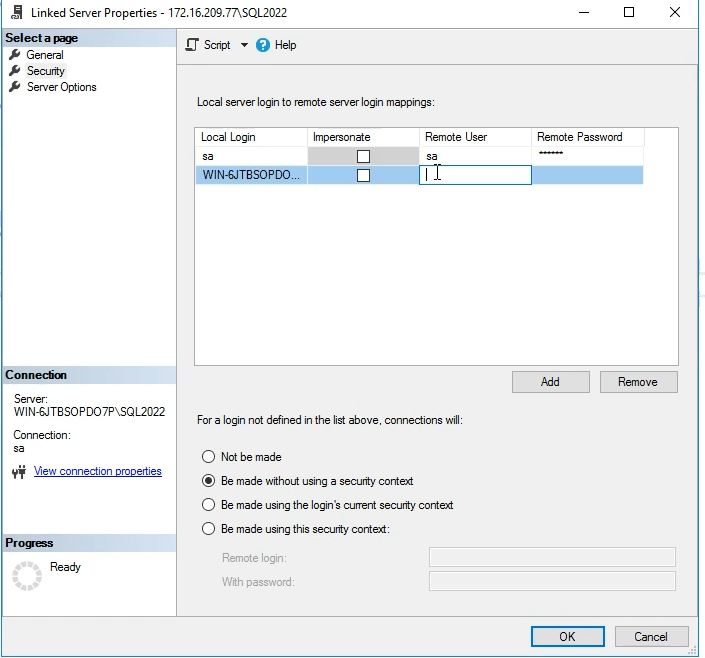 Linked Server Properties - 172.16.209.77\SQL2022
Select a page
General
Security
Server Options
Script Help
Local server login to remote server login mappings:
Local Login Impersonate Remote User Remote Password
sa sa ******
WIN-6JTBSOPDO...
Add Remove
For a login not defined in the list above, connections will:
Not be made
Be made without using a security context
Be made using the login's current security context
Be made using this security context:
Remote login:
With password:
Connection
Server:
WIN-6JTBSOPDO7P\SQL2022
Connection:
sa
View connection properties
Progress
Ready
OK Cancel